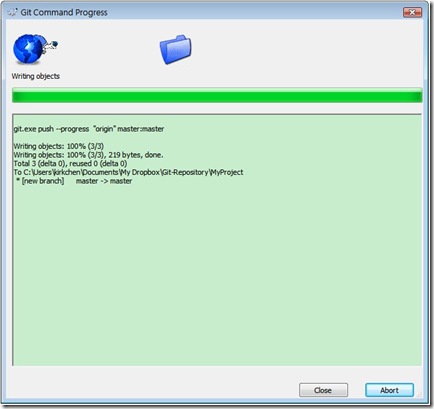 Git Command Progress
Writing objects
git.exe push --progress "origin" master:master
Writing objects: 100% (3/3)
Writing objects: 100% (3/3), 219 bytes, done.
Total 3 (delta 0), reused 0 (delta 0)
To C:\Users\kirkchen\Documents\My Dropbox\Git-Repository\MyProject
* [new branch] master -> master
Close Abort